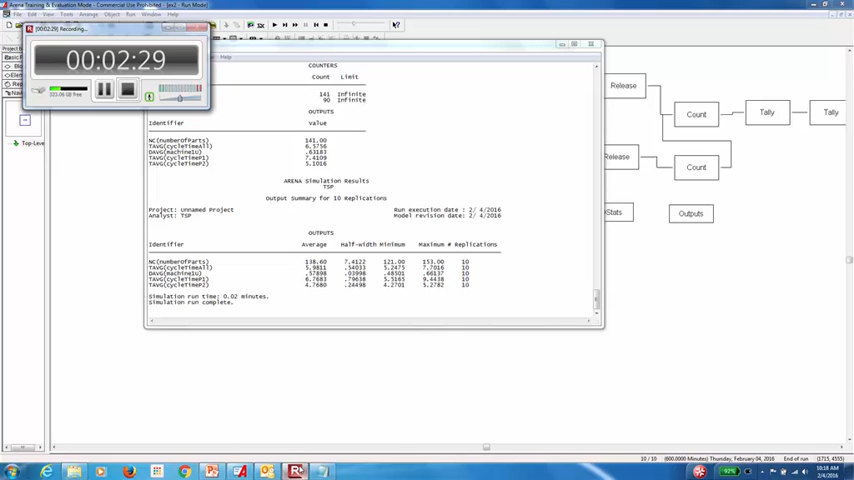 Arena Training & Evaluation Mode - Commercial Use Prohibited - [ex2 - Run Mode]
File Edit View Tools Arrange Object Run Window
[00:02:29] Recording...
00:02:29
Help
COUNTERS
Count Limit
141 Infinite
90 Infinite
OUTPUTS
Identifier Value
NC(numberOfParts) 141.00
TAVG(cycleTimeAll) 6.5756
DAVG(machine1U) .63183
TAVG(cycleTimeP1) 7.4109
TAVG(cycleTimeP2) 5.1016
ARENA Simulation Results
TSP
Output Summary for 10 Replications
Project: Unnamed Project Run execution date : 2/ 4/2016
Analyst: TSP Model revision date: 2/ 4/2016
OUTPUTS
Identifier Average Half-width Minimum Maximum # Replications
NC(numberOfParts) 138.60 7.4122 121.00 153.00 10
TAVG(cycleTimeAll) 5.9811 .54033 5.2475 7.7016 10
DAVG(machine1U) .57898 .03998 .48501 .66137 10
TAVG(cycleTimeP1) 6.7683 .79638 5.5165 9.4438 10
TAVG(cycleTimeP2) 4.7680 .24498 4.2701 5.2782 10
Simulation run time: 0.02 minutes.
Simulation run complete.
Release
Count
Tally
Tally
Release
Count
Stats
Outputs
Top-Leve
10 / 10 (600.0000 Minutes) Thursday, February 04, 2016 End of run (1715, 4555)
92%
10:18 AM
2/4/2016